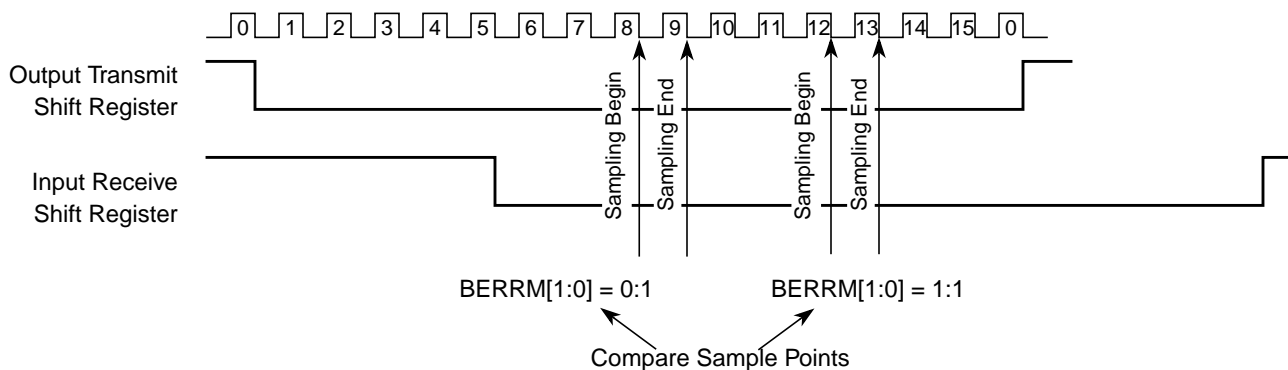 0 1 2 3 4 5 6 7 8 9 10 11 12 13 14 15 0
Output Transmit
Shift Register
Input Receive
Shift Register
Sampling Begin
Sampling End
Sampling Begin
Sampling End
BERRM[1:0] = 0:1
BERRM[1:0] = 1:1
Compare Sample Points